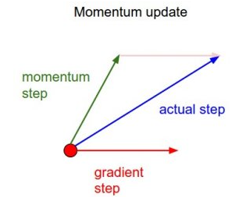 Momentum update
momentum
step
actual step
gradient
step